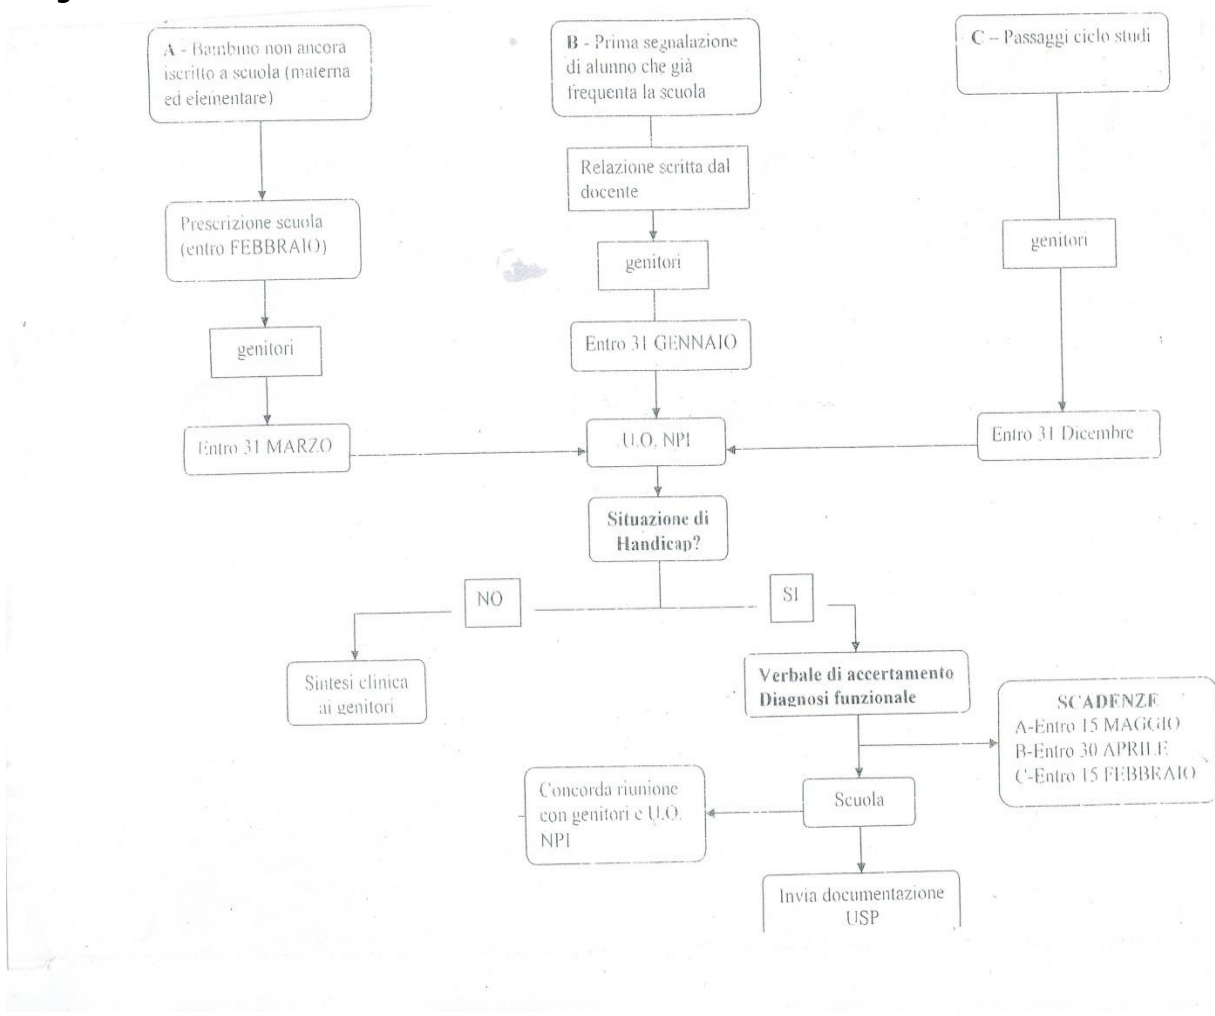 A - Bambino non ancora
iscritto a scuola (materna
ed elementare)
B - Prima segnalazione
di alunno che già
frequenta la scuola
C – Passaggi ciclo studi
Relazione scritta dal
docente
Prescrizione scuola
(entro FEBBRAIO)
genitori
genitori
genitori
Entro 31 GENNAIO
Entro 31 MARZO
U.O. NPI
Entro 31 Dicembre
Situazione di
Handicap?
NO
SI
Sintesi clinica
ai genitori
Verbale di accertamento
Diagnosi funzionale
SCADENZE
A-Entro 15 MAGGIO
B-Entro 30 APRILE
C-Entro 15 FEBBRAIO
Concorda riunione
con genitori e U.O.
NPI
Scuola
Invia documentazione
USP